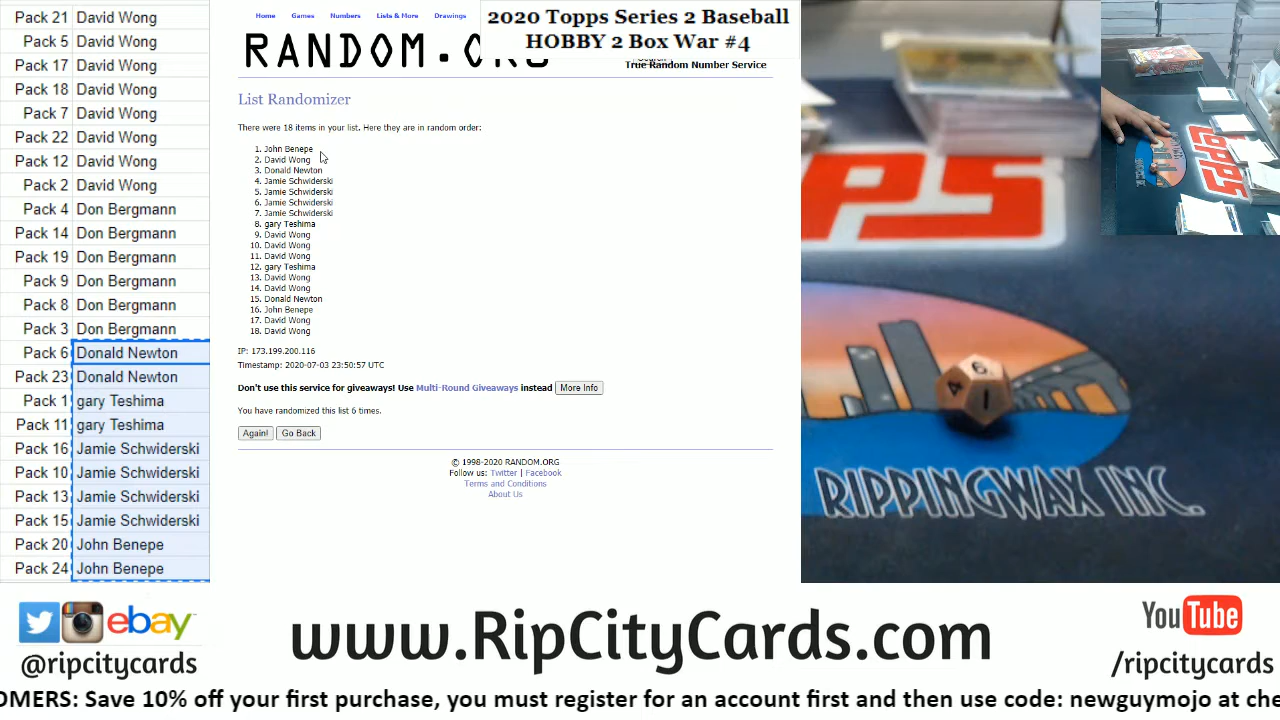 Pack 21 David Wong
Pack 5 David Wong
Pack 17 David Wong
Pack 18 David Wong
Pack 7 David Wong
Pack 22 David Wong
Pack 12 David Wong
Pack 2 David Wong
Pack 4 Don Bergmann
Pack 14 Don Bergmann
Pack 19 Don Bergmann
Pack 9 Don Bergmann
Pack 8 Don Bergmann
Pack 3 Don Bergmann
Pack 6 Donald Newton
Pack 23 Donald Newton
Pack 1 gary Teshima
Pack 11 gary Teshima
Pack 16 Jamie Schwiderski
Pack 10 Jamie Schwiderski
Pack 13 Jamie Schwiderski
Pack 15 Jamie Schwiderski
Pack 20 John Benepe
Pack 24 John Benepe
Home Games Numbers Lists & More Drawings
RANDOM.ORG
2020 Topps Series 2 Baseball
HOBBY 2 Box War #4
True Random Number Service
List Randomizer
There were 18 items in your list. Here they are in random order:
1. John Benepe
2. David Wong
3. Donald Newton
4. Jamie Schwiderski
5. Jamie Schwiderski
6. Jamie Schwiderski
7. Jamie Schwiderski
8. gary Teshima
9. David Wong
10. David Wong
11. David Wong
12. gary Teshima
13. David Wong
14. David Wong
15. Donald Newton
16. John Benepe
17. David Wong
18. David Wong
IP: 173.199.200.116
Timestamp: 2020-07-03 23:50:57 UTC
Don't use this service for giveaways! Use Multi-Round Giveaways instead More Info
You have randomized this list 6 times.
Again! Go Back
© 1998-2020 RANDOM.ORG
Follow us: Twitter | Facebook
Terms and Conditions
About Us
PS
4 6 1
RIPPINGWAX INC.
TOPPS
ebay
@ripcitycards
www.RipCityCards.com
YouTube
/ripcitycards
OMERS: Save 10% off your first purchase, you must register for an account first and then use code: newguymojo at che